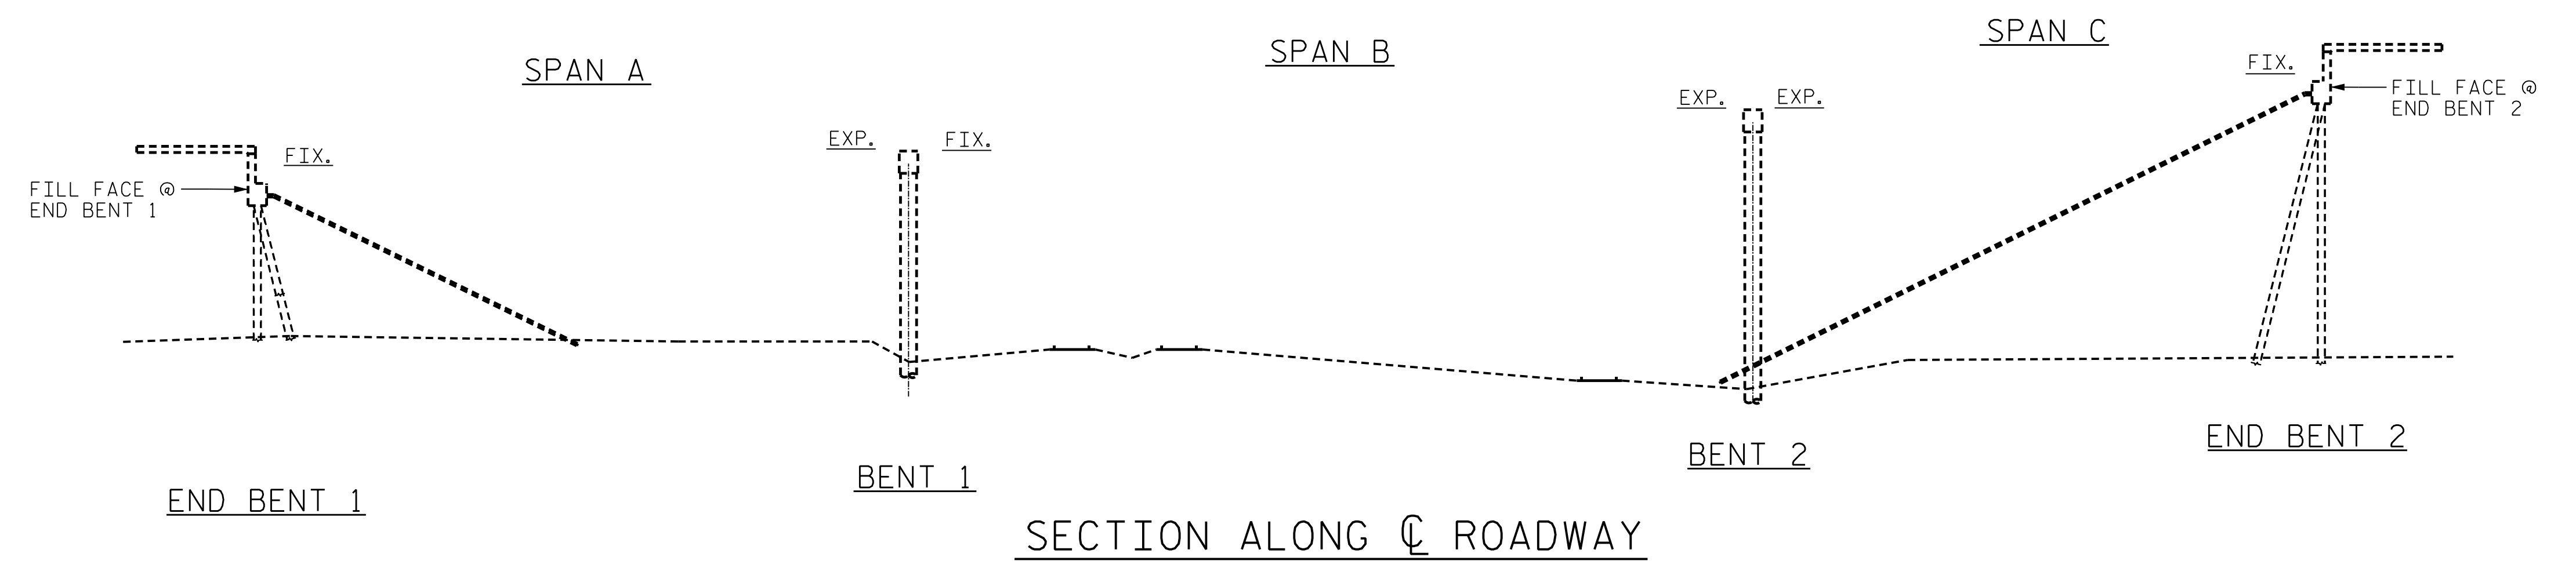 SPAN A
SPAN B
SPAN C
FIX.
FILL FACE @
END BENT 1
EXP.
FIX.
EXP.
EXP.
FIX.
FILL FACE @
END BENT 2
END BENT 1
BENT 1
BENT 2
END BENT 2
SECTION ALONG ℄ ROADWAY